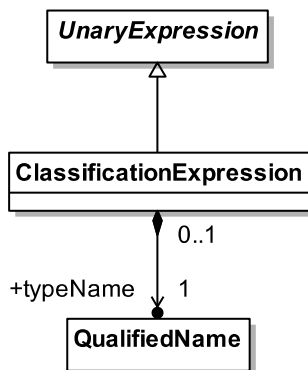 UnaryExpression
ClassificationExpression
0..1
+typeName 1
QualifiedName